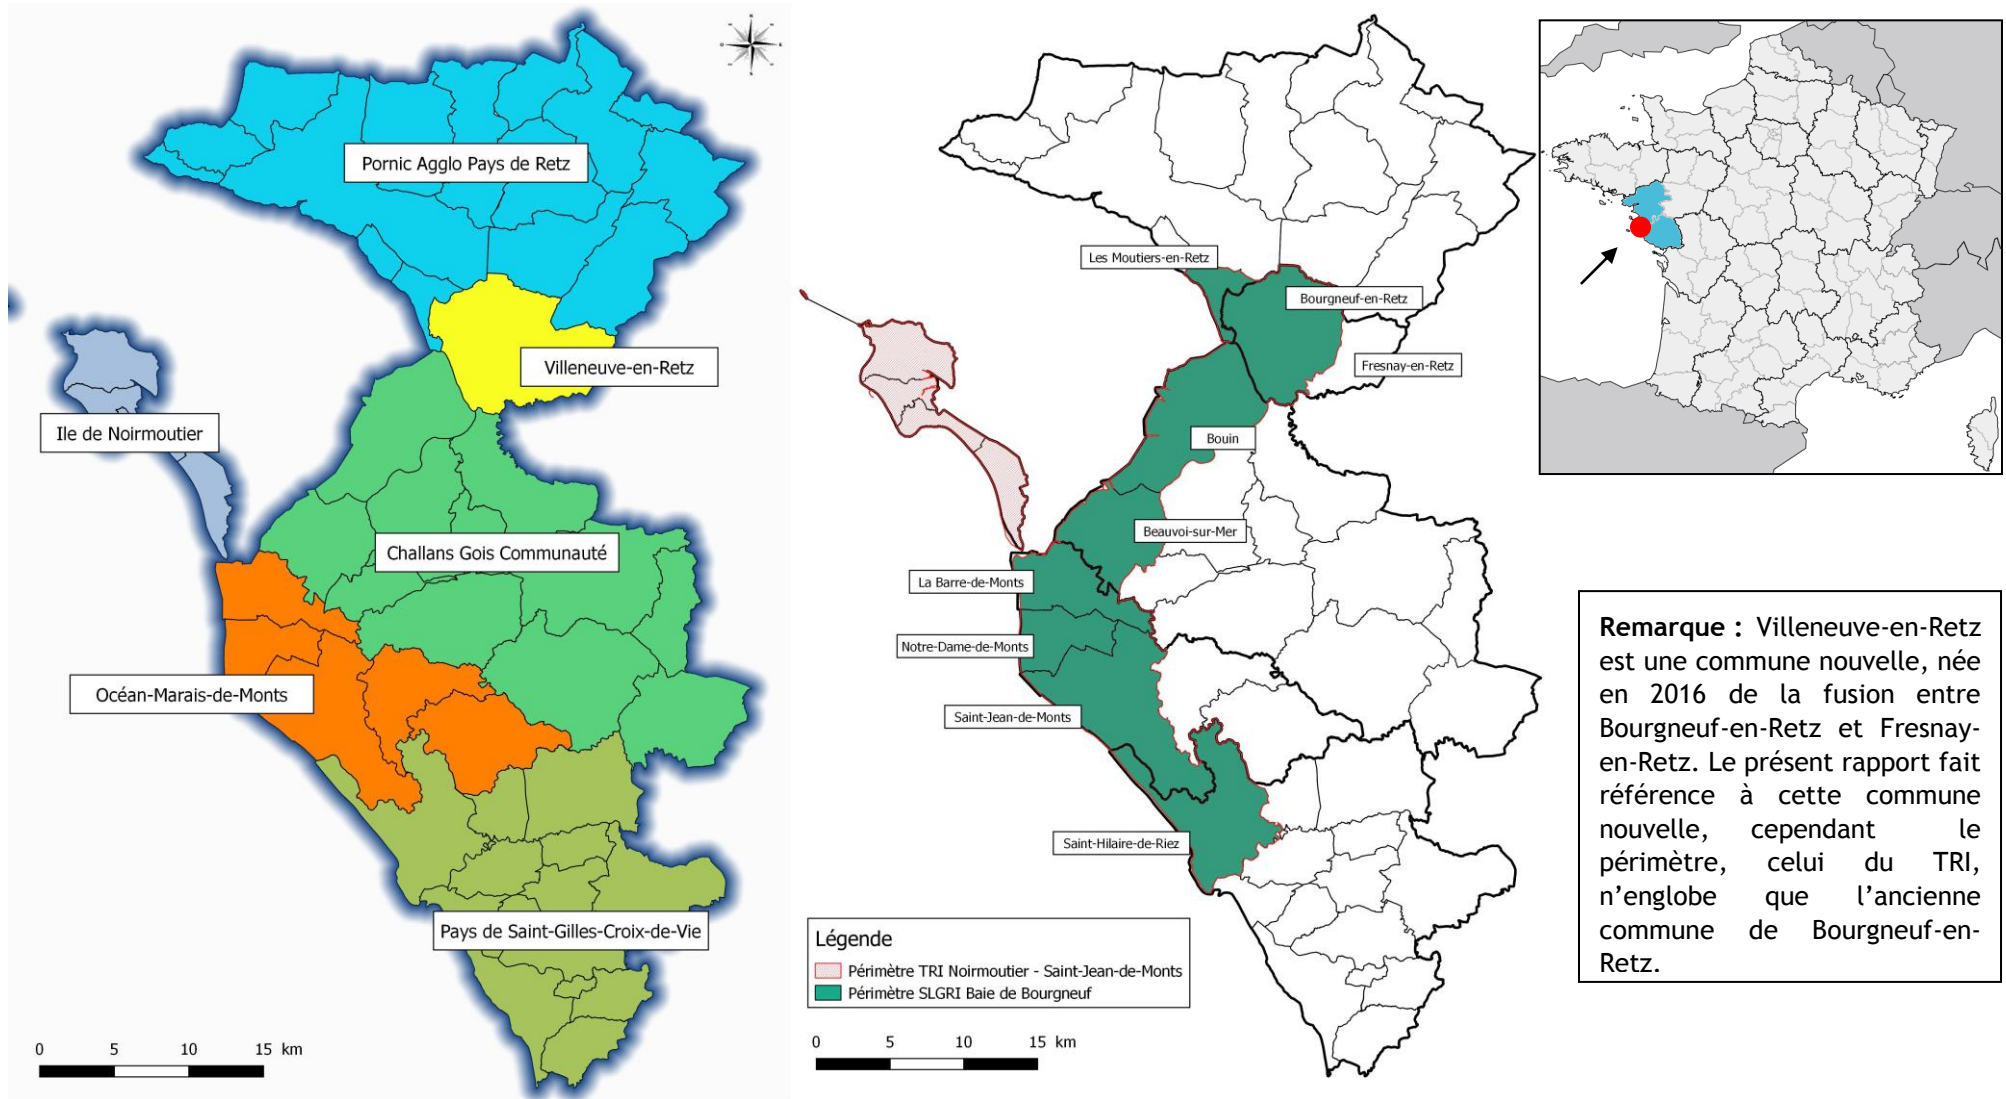 Pornic Agglo Pays de Retz
Villeneuve-en-Retz
Ile de Noirmoutier
Challans Gois Communauté
Océan-Marais-de-Monts
Pays de Saint-Gilles-Croix-de-Vie
0 5 10 15 km
Les Moutiers-en-Retz
Bourgneuf-en-Retz
Fresnay-en-Retz
Bouin
Beauvoi-sur-Mer
La Barre-de-Monts
Notre-Dame-de-Monts
Saint-Jean-de-Monts
Saint-Hilaire-de-Riez
Légende
Périmètre TRI Noirmoutier - Saint-Jean-de-Monts
Périmètre SLGRI Baie de Bourgneuf
0 5 10 15 km
Remarque : Villeneuve-en-Retz
est une commune nouvelle, née
en 2016 de la fusion entre
Bourgneuf-en-Retz et Fresnay-
en-Retz. Le présent rapport fait
référence à cette commune
nouvelle, cependant le
périmètre, celui du TRI,
n’englobe que l’ancienne
commune de Bourgneuf-en-
Retz.